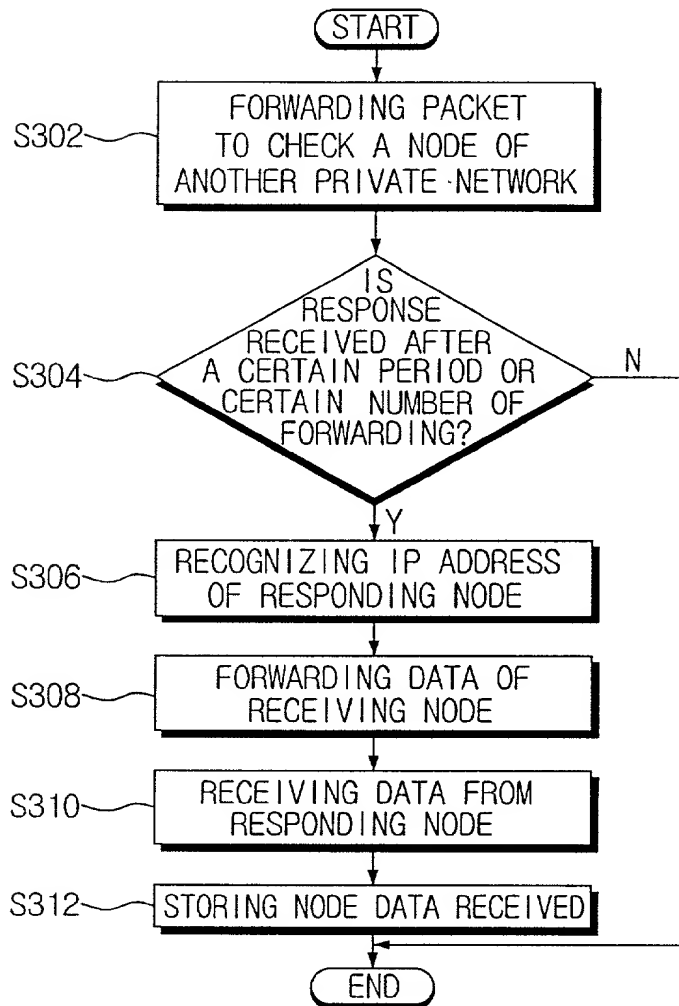 START
S302
FORWARDING PACKET
TO CHECK A NODE OF
ANOTHER PRIVATE NETWORK
S304
IS
RESPONSE
RECEIVED AFTER
A CERTAIN PERIOD OR
CERTAIN NUMBER OF
FORWARDING?
N
Y
S306
RECOGNIZING IP ADDRESS
OF RESPONDING NODE
S308
FORWARDING DATA OF
RECEIVING NODE
S310
RECEIVING DATA FROM
RESPONDING NODE
S312
STORING NODE DATA RECEIVED
END